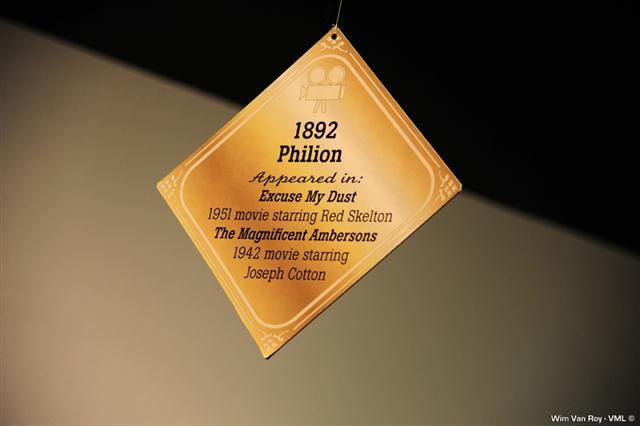 1892
Philion
Appeared in:
Excuse My Dust
1951 movie starring Red Skelton
The Magnificent Ambersons
1942 movie starring
Joseph Cotton
Wim Van Roy - VML ©